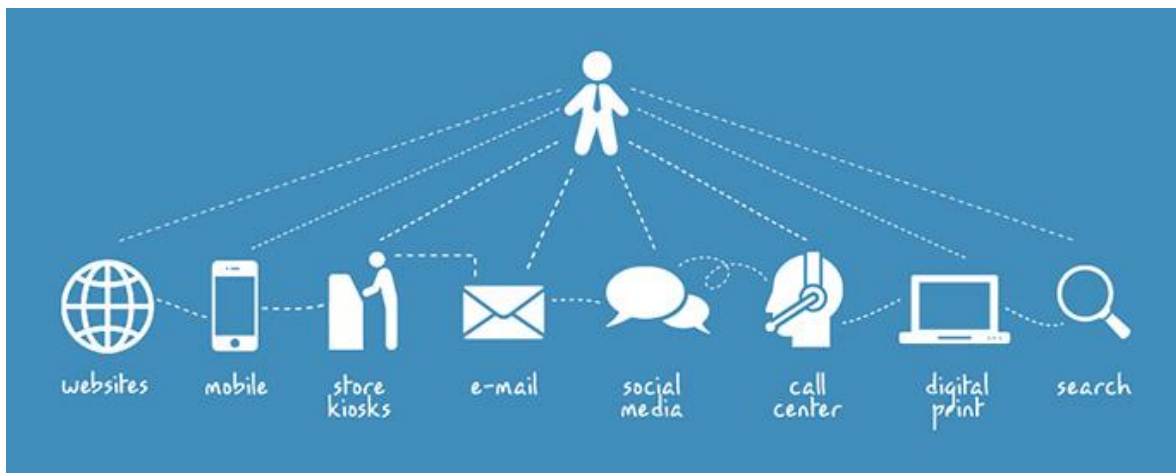 websites
mobile
store
kiosks
e-mail
social
media
call
center
digital
print
search